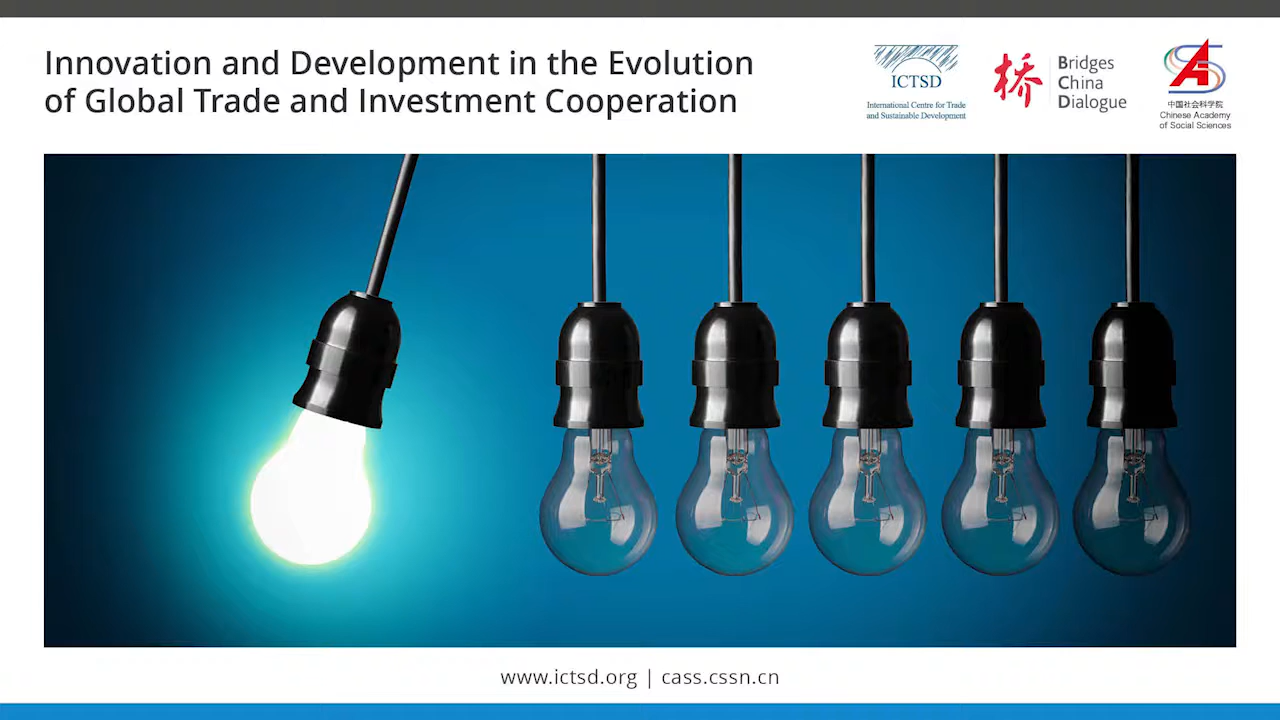 Innovation and Development in the Evolution
of Global Trade and Investment Cooperation
ICTSD
International Centre for Trade
and Sustainable Development
桥
Bridges
China
Dialogue
中国社会科学院
Chinese Academy
of Social Sciences
www.ictsd.org | cass.cssn.cn